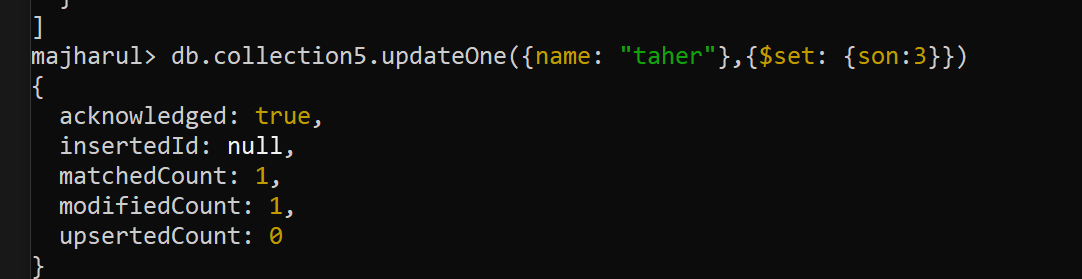 }
]
majharul> db.collection5.updateOne({name: "taher"},{$set: {son:3}})
{
  acknowledged: true,
  insertedId: null,
  matchedCount: 1,
  modifiedCount: 1,
  upsertedCount: 0
}